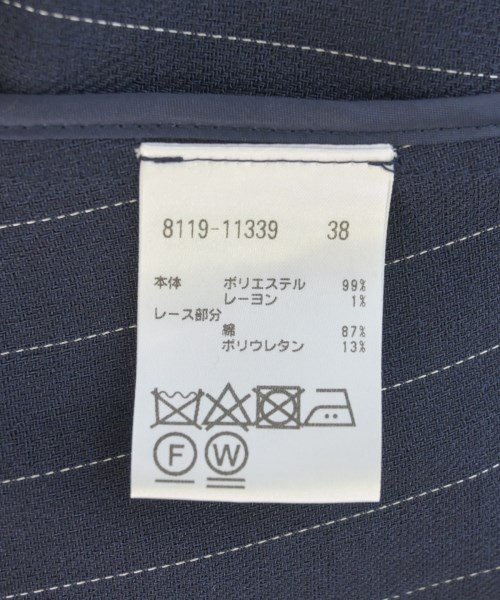 8119-11339 38
本体 ポリエステル 99%
レーヨン 1%
レース部分
綿 87%
ポリウレタン 13%
F W